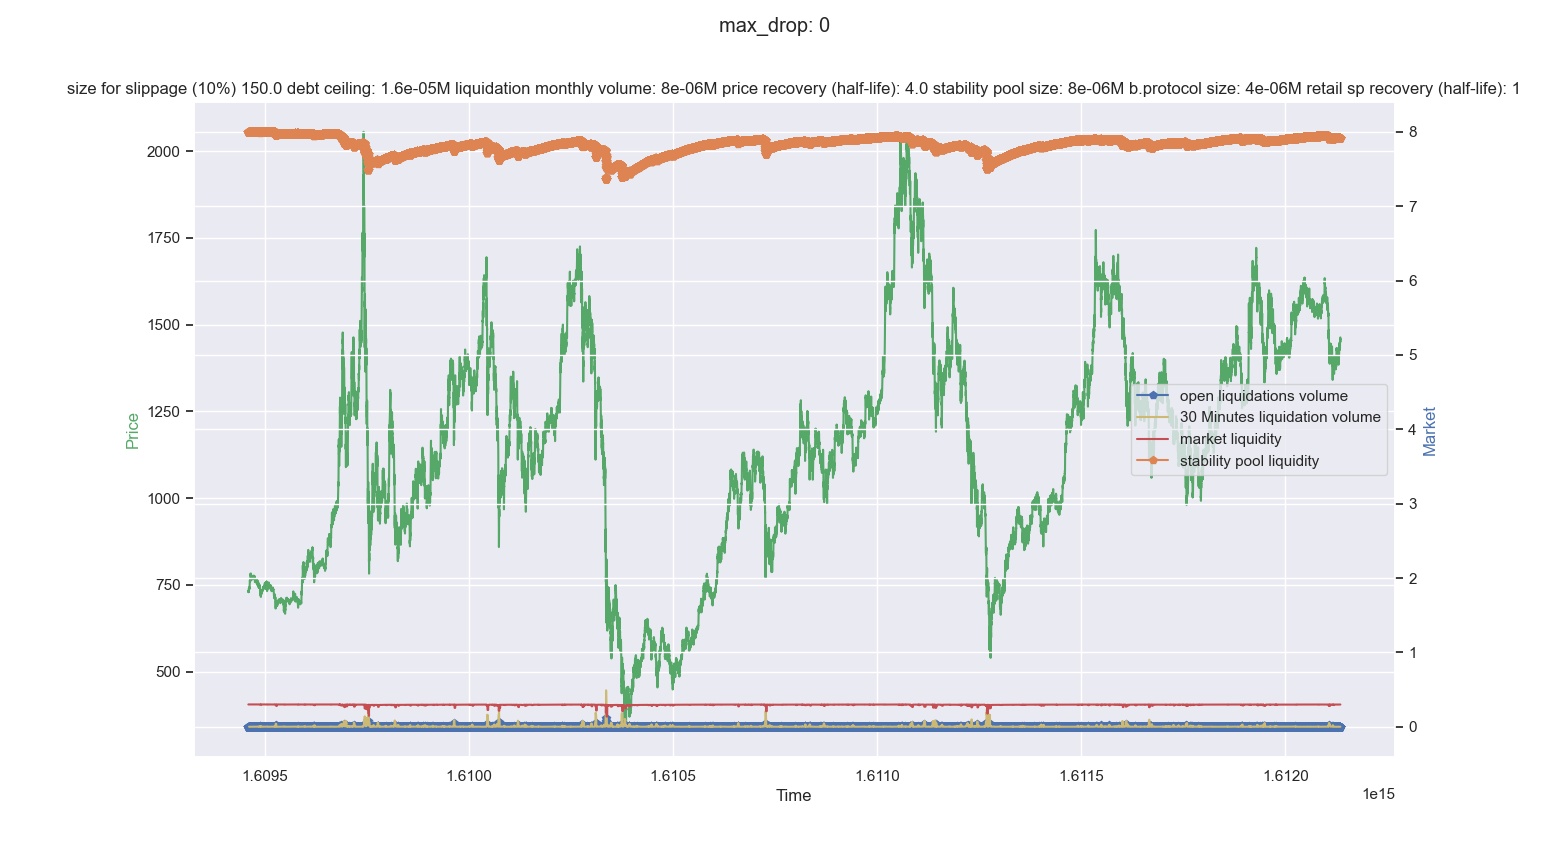 max_drop: 0
size for slippage (10%) 150.0 debt ceiling: 1.6e-05M liquidation monthly volume: 8e-06M price recovery (half-life): 4.0 stability pool size: 8e-06M b.protocol size: 4e-06M retail sp recovery (half-life): 1
2000
1750
1500
1250
1000
750
500
Price
8
7
6
5
4
3
2
1
0
Market
open liquidations volume
30 Minutes liquidation volume
market liquidity
stability pool liquidity
1.6095
1.6100
1.6105
1.6110
1.6115
1.6120
1e15
Time